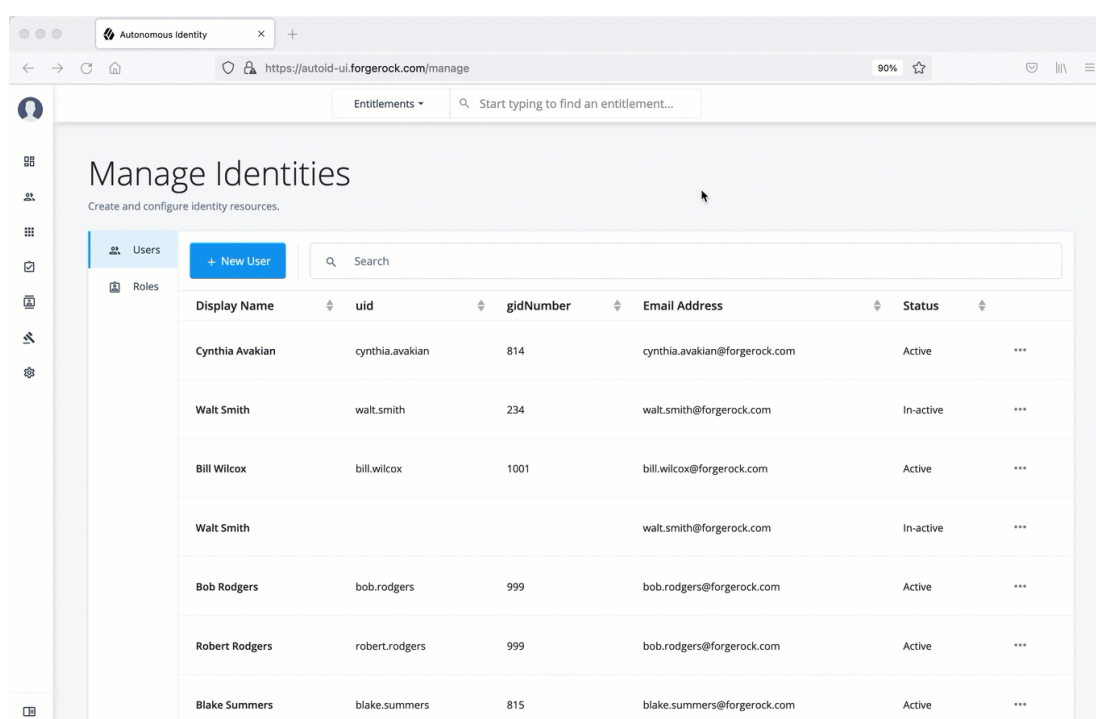 Autonomous Identity
https://autoid-ui.forgerock.com/manage
90%
Entitlements
Start typing to find an entitlement...
Manage Identities
Create and configure identity resources.
Users
Roles
+ New User
Search
Display Name uid gidNumber Email Address Status
Cynthia Avakian cynthia.avakian 814 cynthia.avakian@forgerock.com Active
Walt Smith walt.smith 234 walt.smith@forgerock.com In-active
Bill Wilcox bill.wilcox 1001 bill.wilcox@forgerock.com Active
Walt Smith walt.smith@forgerock.com In-active
Bob Rodgers bob.rodgers 999 bob.rodgers@forgerock.com Active
Robert Rodgers robert.rodgers 999 bob.rodgers@forgerock.com Active
Blake Summers blake.summers 815 blake.summers@forgerock.com Active